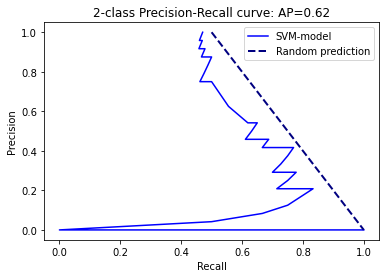 2-class Precision-Recall curve: AP=0.62
SVM-model
Random prediction
Precision
1.0
0.8
0.6
0.4
0.2
0.0
0.0 0.2 0.4 0.6 0.8 1.0
Recall